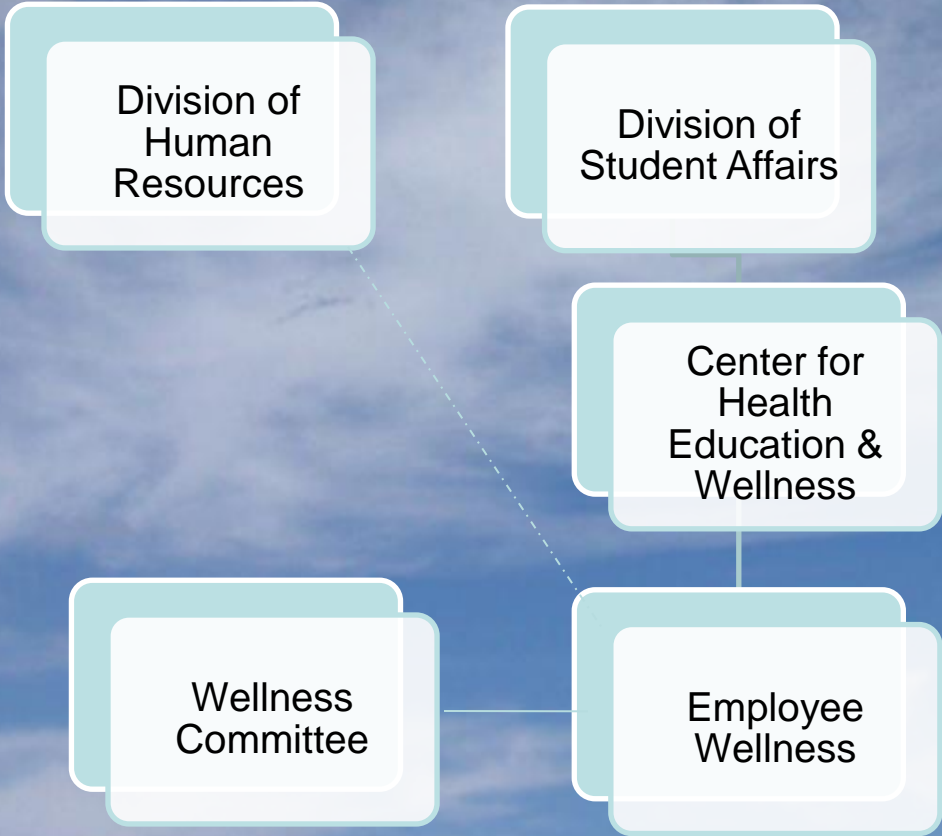 Division of
Human
Resources
Division of
Student Affairs
Center for
Health
Education &
Wellness
Wellness
Committee
Employee
Wellness